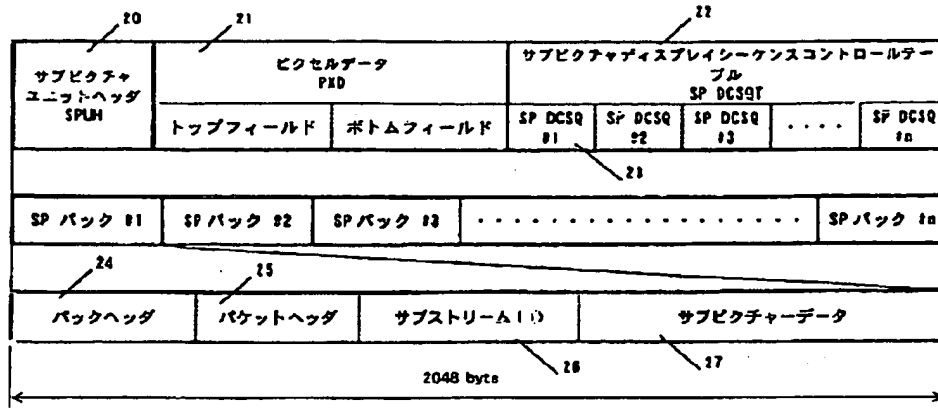 20
21
22
サブピクチャ
ユニットヘッダ
SPUH
ピクセルデータ
PXD
サブピクチャディスプレイシーケンスコントロールテー
ブル
SP DCSQT
トップフィールド
ボトムフィールド
SP DCSQ
#1
SP DCSQ
#2
SP DCSQ
#3
・・・・
SP DCSQ
#n
23
SP パック #1
SP パック #2
SP パック #3
・・・・・・・・・・・・・・・・・・
SP パック #n
24
25
パックヘッダ
パケットヘッダ
サブストリーム
サブピクチャーデータ
26
27
2048 byts